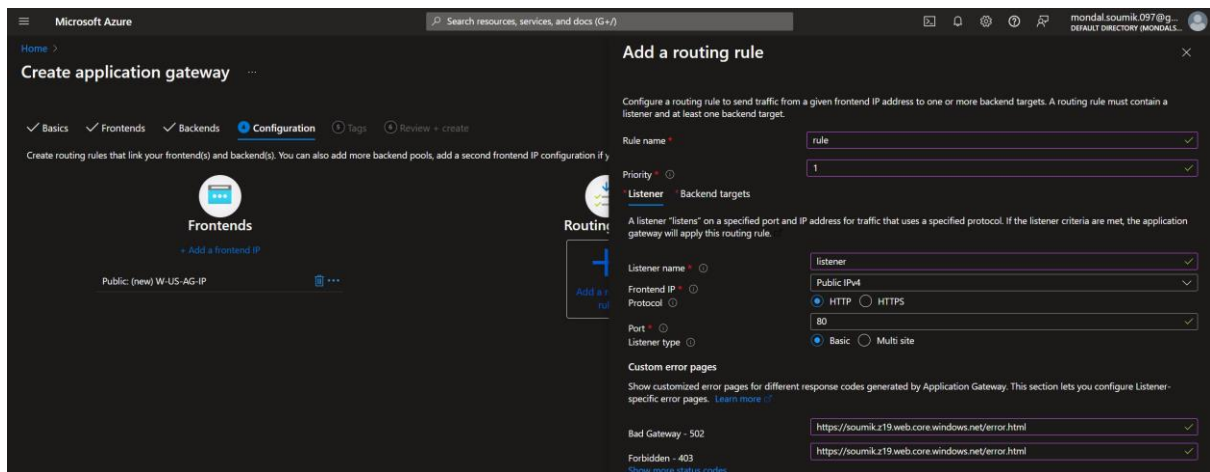 Microsoft Azure
Search resources, services, and docs (G+/)
mondal.soumik.097@g...
DEFAULT DIRECTORY (MONDALS...
Home >
Create application gateway ...
Basics Frontends Backends 4 Configuration 5 Tags 6 Review + create
Create routing rules that link your frontend(s) and backend(s). You can also add more backend pools, add a second frontend IP configuration if y
Frontends
+ Add a frontend IP
Public: (new) W-US-AG-IP
Routing
Add a r
rul
Add a routing rule
Configure a routing rule to send traffic from a given frontend IP address to one or more backend targets. A routing rule must contain a
listener and at least one backend target.
Rule name * rule
Priority * 1
* Listener * Backend targets
A listener "listens" on a specified port and IP address for traffic that uses a specified protocol. If the listener criteria are met, the application
gateway will apply this routing rule.
Listener name * listener
Frontend IP * Public IPv4
Protocol HTTP HTTPS
Port * 80
Listener type Basic Multi site
Custom error pages
Show customized error pages for different response codes generated by Application Gateway. This section lets you configure Listener-
specific error pages. Learn more
Bad Gateway - 502 https://soumik.z19.web.core.windows.net/error.html
Forbidden - 403 https://soumik.z19.web.core.windows.net/error.html
Show more status codes